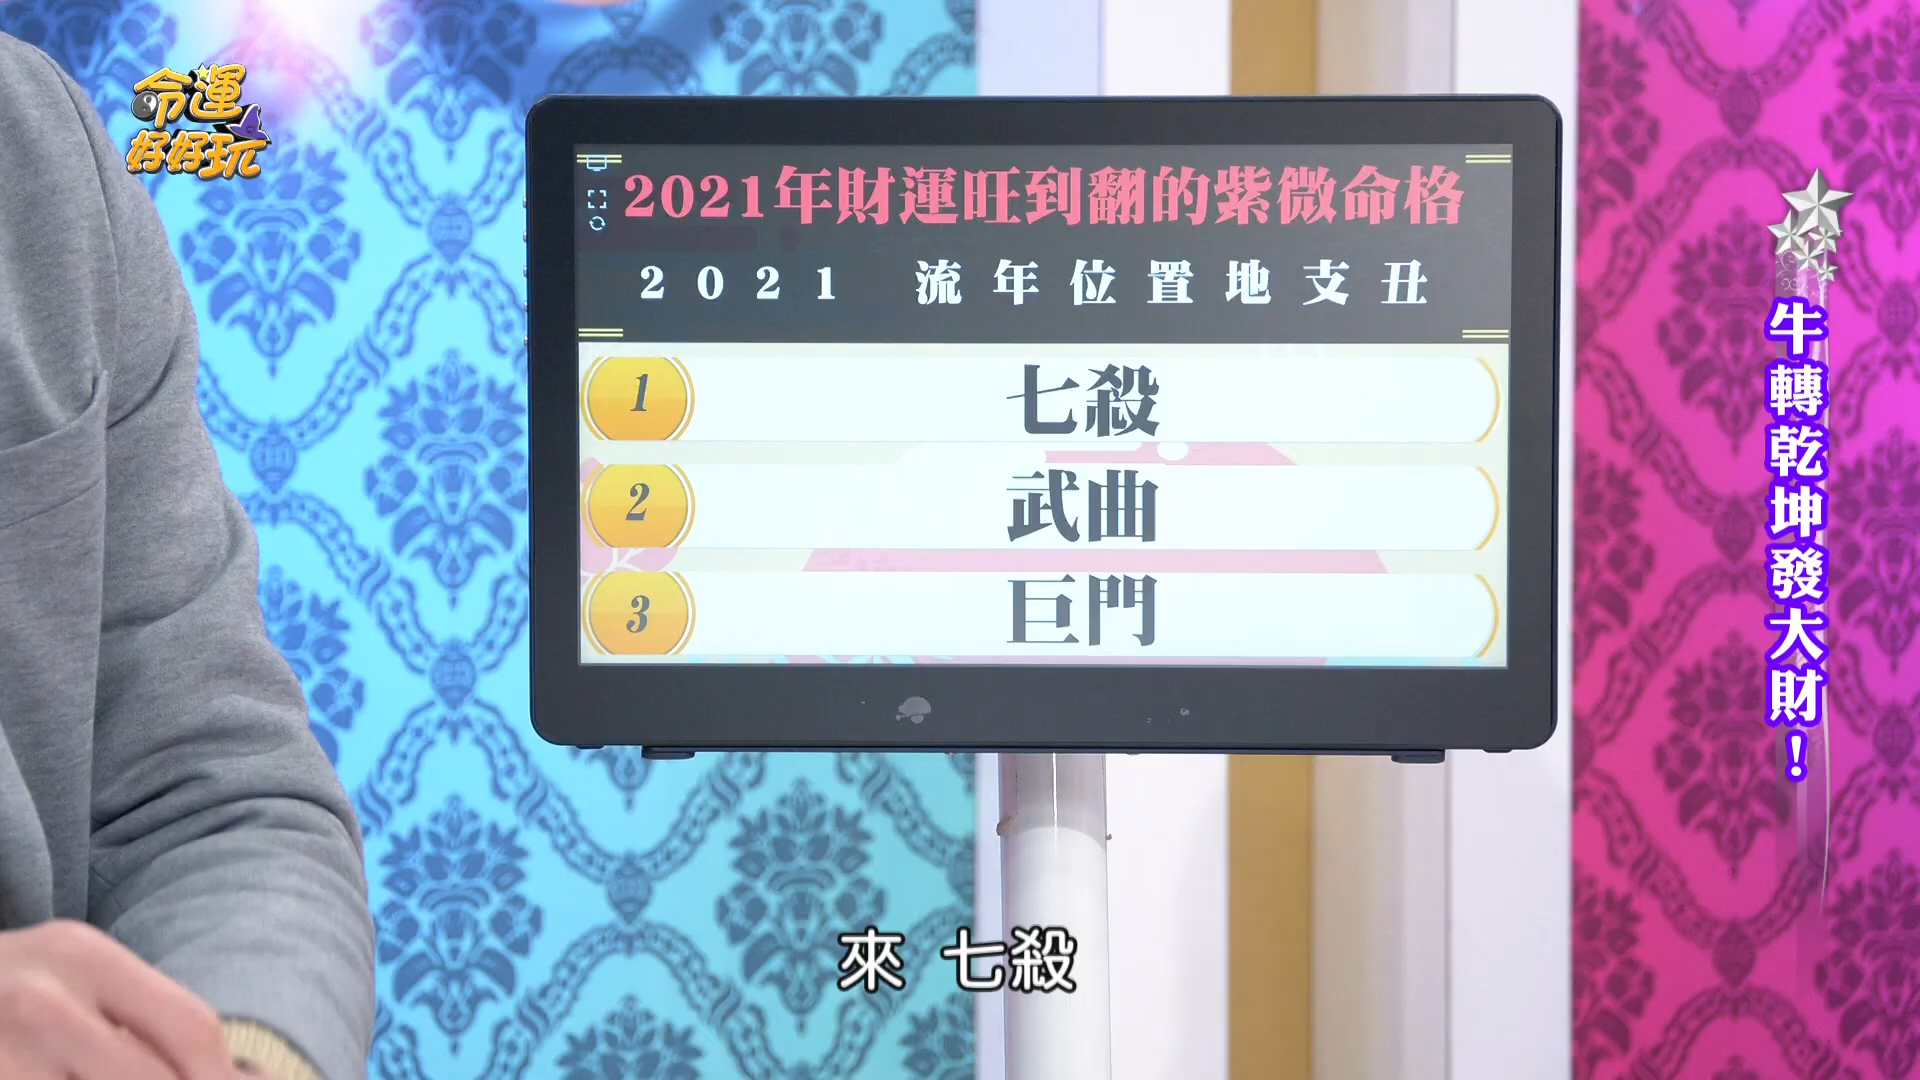 命運
好好玩
2021年財運旺到翻的紫微命格
2021 流年位置地支丑
1 七殺
2 武曲
3 巨門
牛轉乾坤發大財！
來 七殺